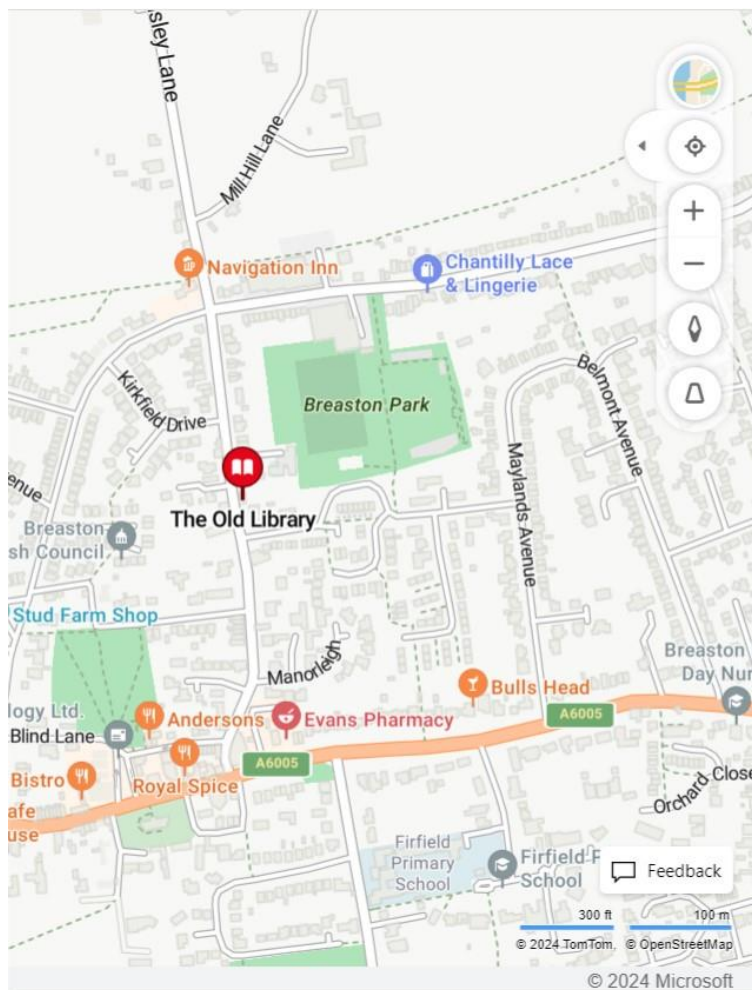 sley Lane
Mill Hill Lane
Navigation Inn
Chantilly Lace
& Lingerie
Kirkfield Drive
Breaston Park
Belmont Avenue
Maylands Avenue
enue
The Old Library
Breaston
sh Council
Stud Farm Shop
Manorleigh
Breaston
Day Nur
Bulls Head
logy Ltd.
Andersons
Evans Pharmacy
A6005
Blind Lane
A6005
Bistro
Royal Spice
afe
use
Orchard Close
Firfield
Primary
School
Firfield P
School
Feedback
300 ft
100 m
© 2024 TomTom.
© OpenStreetMap
© 2024 Microsoft